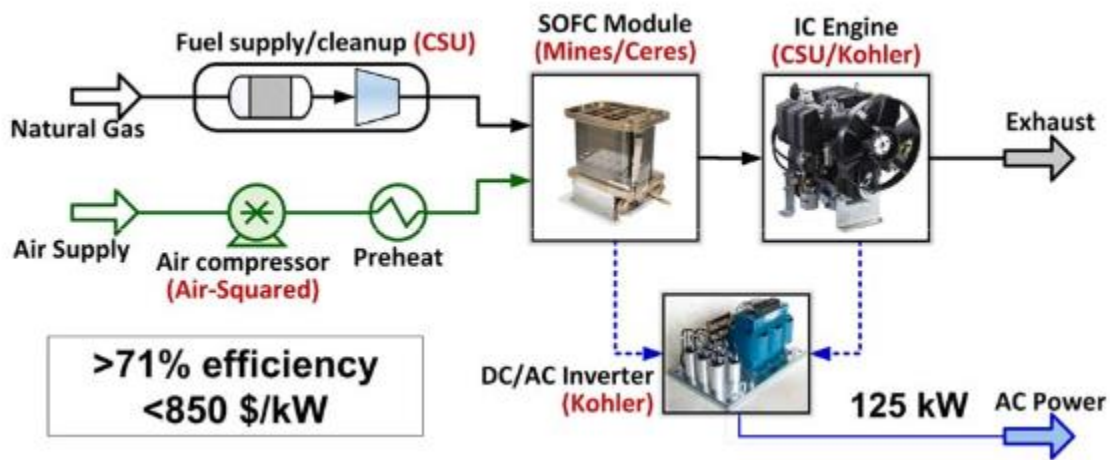 SOFC Module
(Mines/Ceres)
IC Engine
(CSU/Kohler)
Fuel supply/cleanup (CSU)
Natural Gas
Exhaust
Air Supply
Air compressor
(Air-Squared)
Preheat
>71% efficiency
<850 $/kW
DC/AC Inverter
(Kohler)
125 kW
AC Power